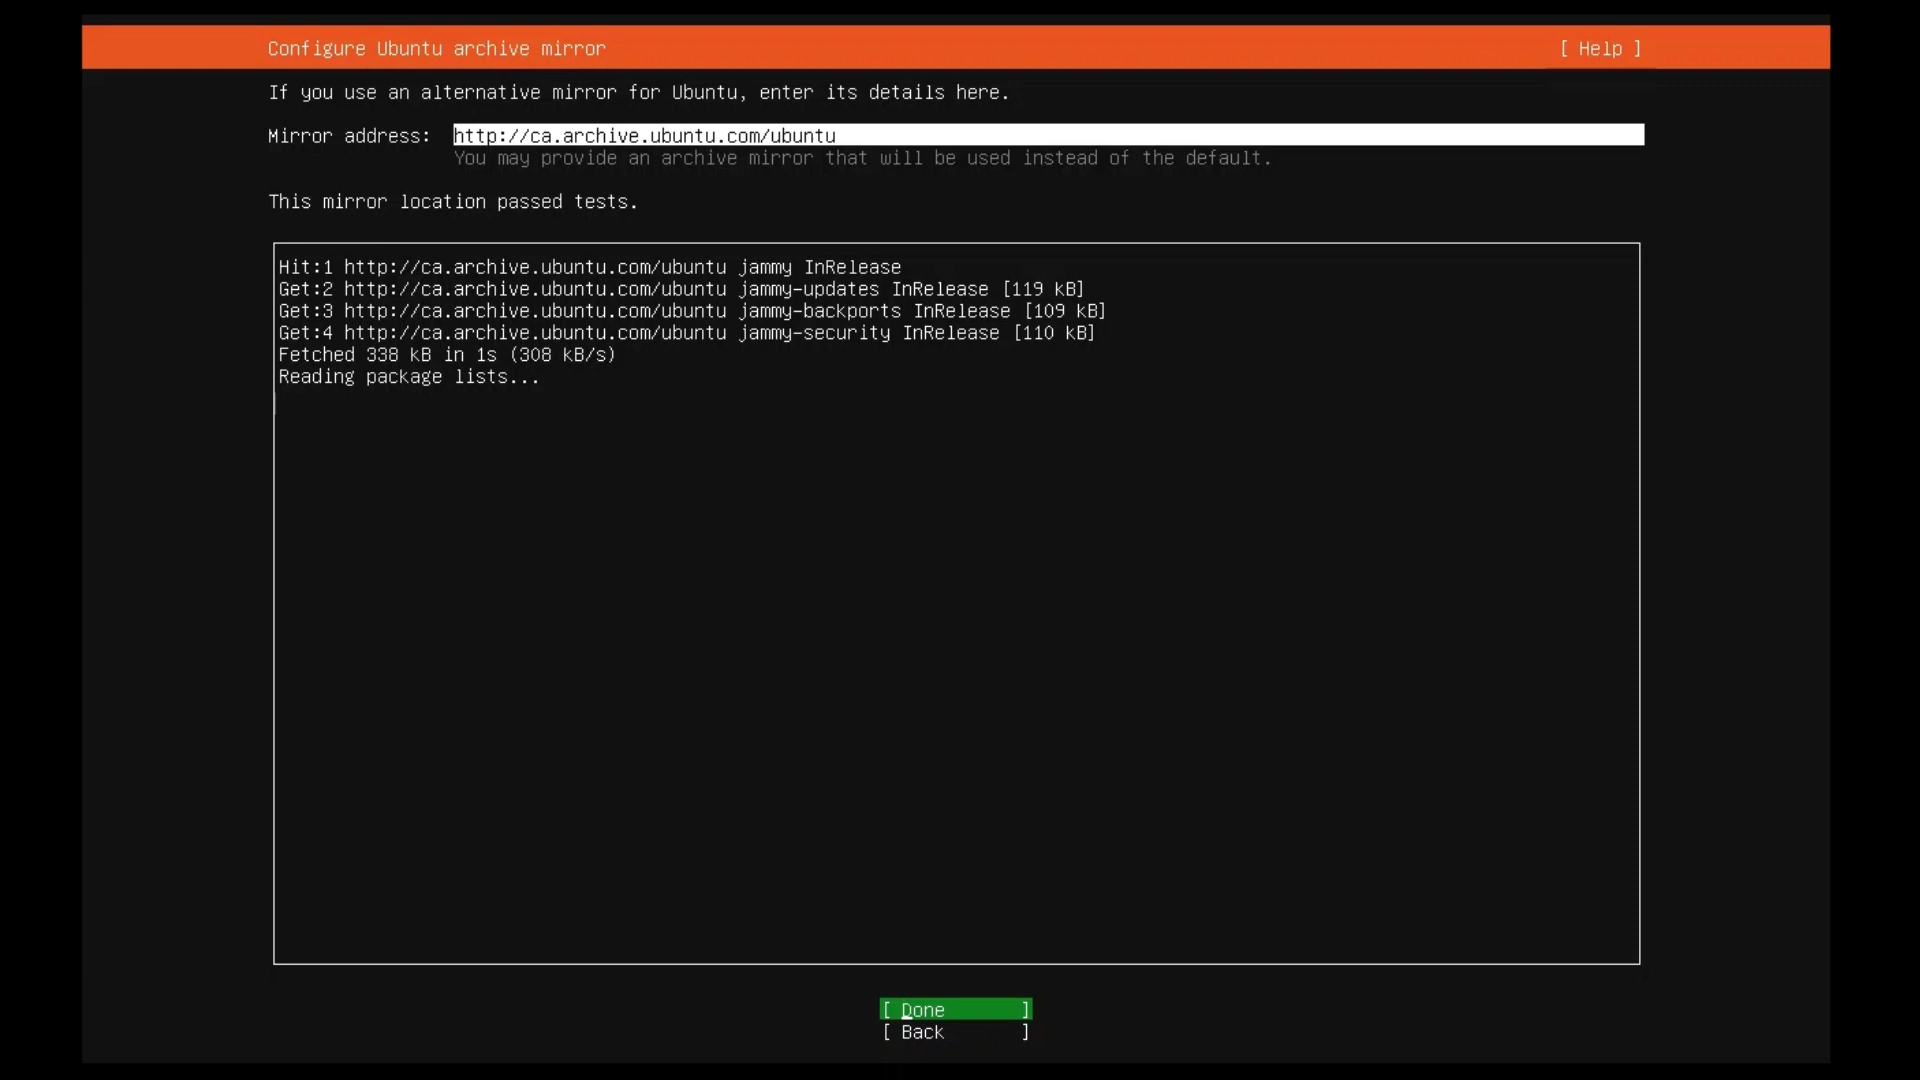 Configure Ubuntu archive mirror [ Help ]
If you use an alternative mirror for Ubuntu, enter its details here.
Mirror address: http://ca.archive.ubuntu.com/ubuntu
You may provide an archive mirror that will be used instead of the default.
This mirror location passed tests.
Hit:1 http://ca.archive.ubuntu.com/ubuntu jammy InRelease
Get:2 http://ca.archive.ubuntu.com/ubuntu jammy-updates InRelease [119 kB]
Get:3 http://ca.archive.ubuntu.com/ubuntu jammy-backports InRelease [109 kB]
Get:4 http://ca.archive.ubuntu.com/ubuntu jammy-security InRelease [110 kB]
Fetched 338 kB in 1s (308 kB/s)
Reading package lists...
[ Done ]
[ Back ]